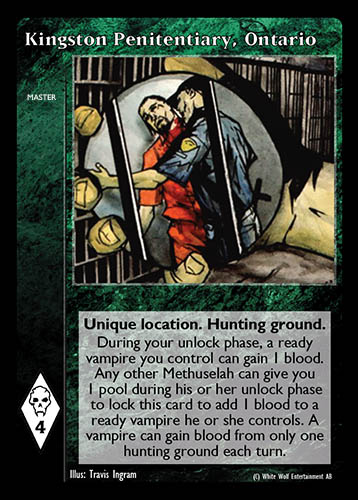 Kingston Penitentiary, Ontario
MASTER
Unique location. Hunting ground.
During your unlock phase, a ready
vampire you control can gain 1 blood.
Any other Methuselah can give you
1 pool during his or her unlock phase
to lock this card to add 1 blood to a
ready vampire he or she controls. A
vampire can gain blood from only one
hunting ground each turn.
4
Illus: Travis Ingram
(C) White Wolf Entertainment AB